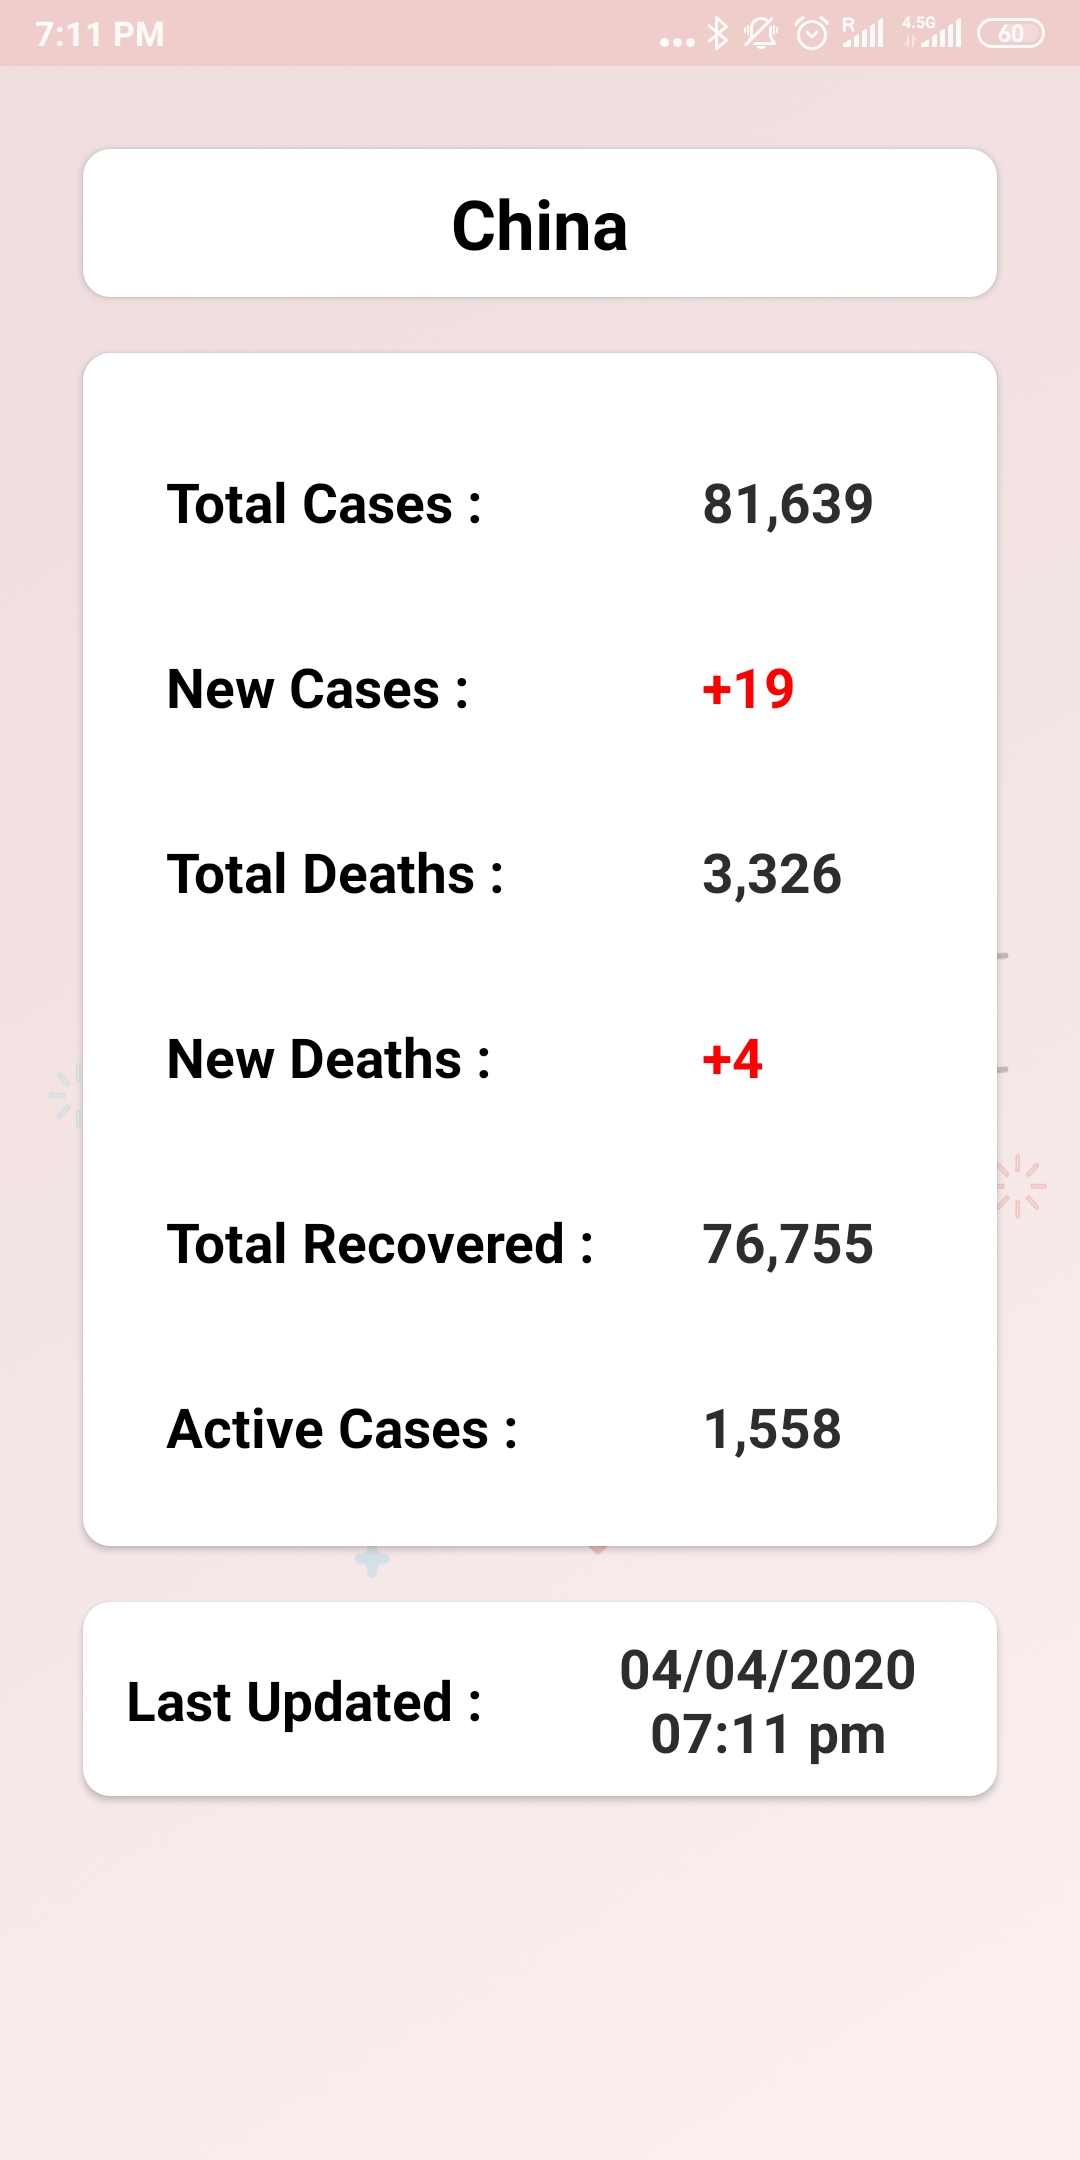 7:11 PM
R 4.5G 60
China
Total Cases : 81,639
New Cases : +19
Total Deaths : 3,326
New Deaths : +4
Total Recovered : 76,755
Active Cases : 1,558
Last Updated : 04/04/2020
07:11 pm